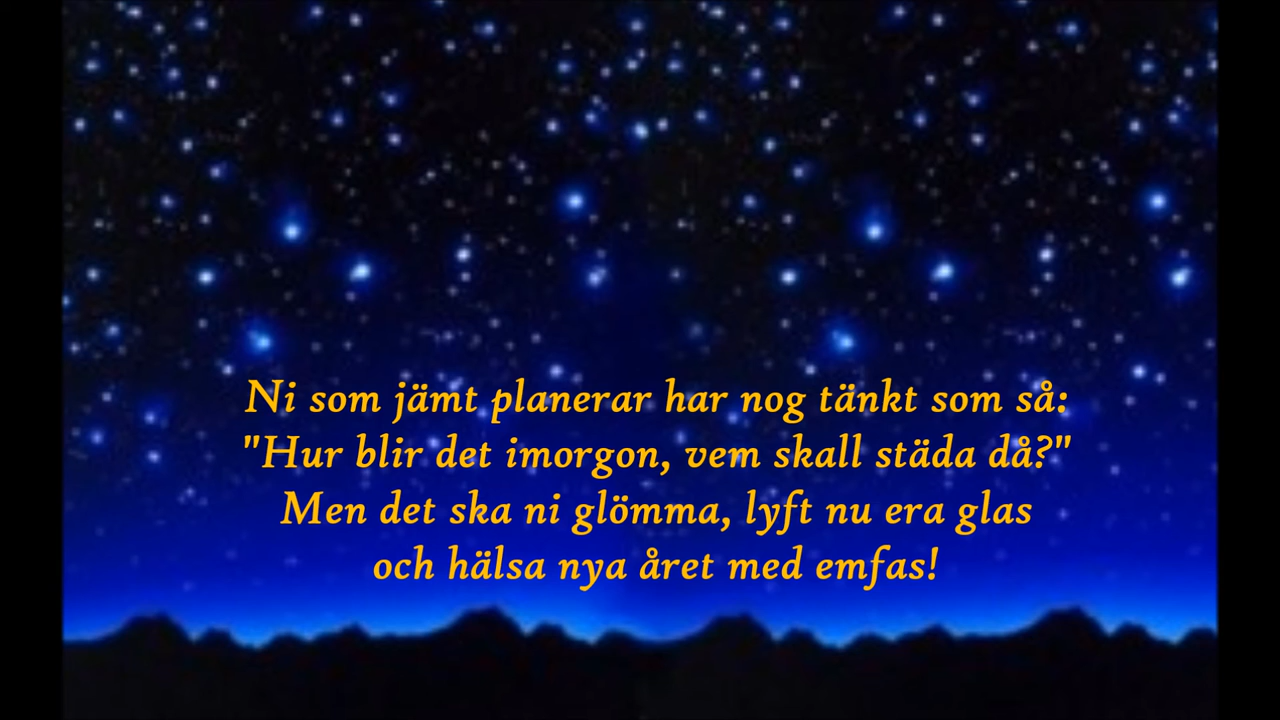 Ni som jämt planerar har nog tänkt som så:
"Hur blir det imorgon, vem skall städa då?"
Men det ska ni glömma, lyft nu era glas
och hälsa nya året med emfas!